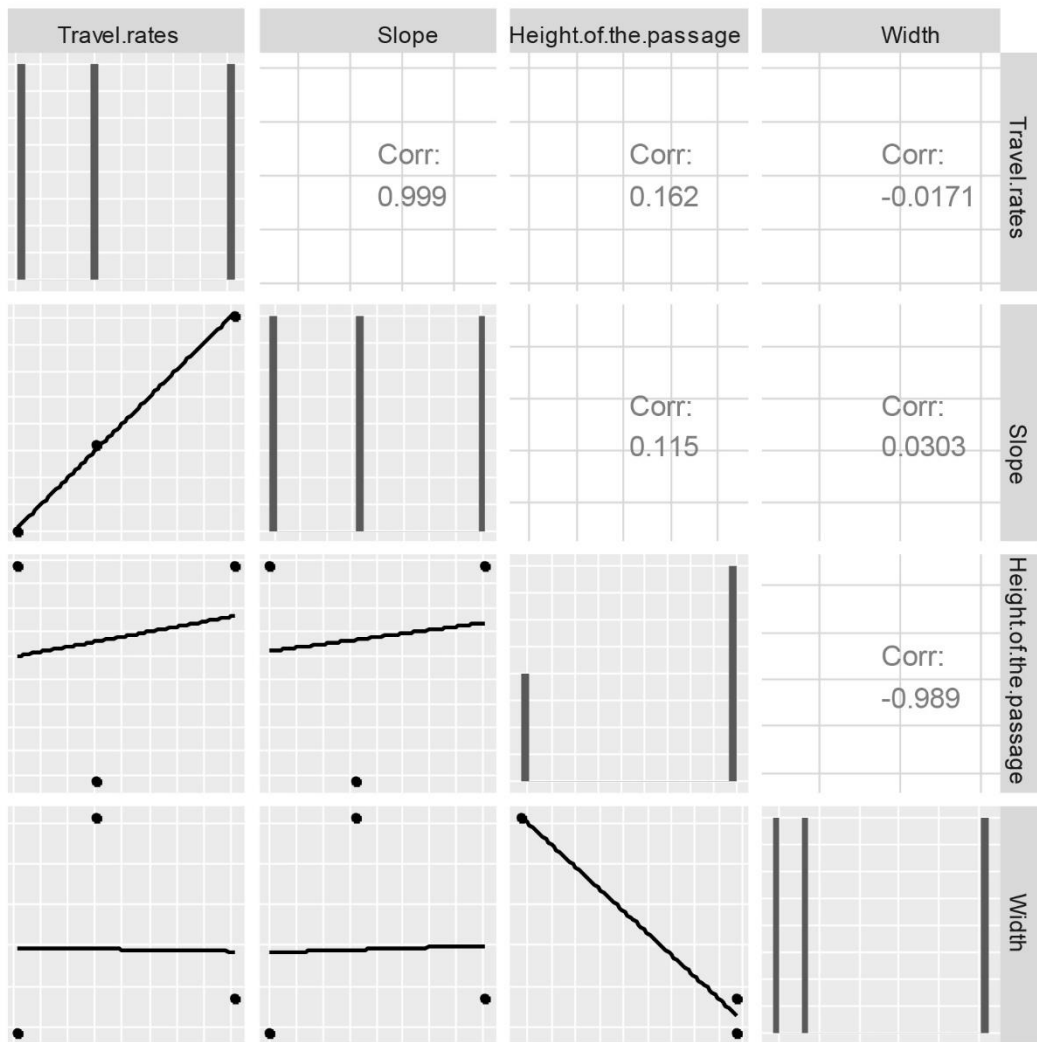 Travel.rates
Slope
Height.of.the.passage
Width
Corr:
0.999
Corr:
0.162
Corr:
-0.0171
Travel.rates
Corr:
0.115
Corr:
0.0303
Slope
Corr:
-0.989
Height.of.the.passage
Width